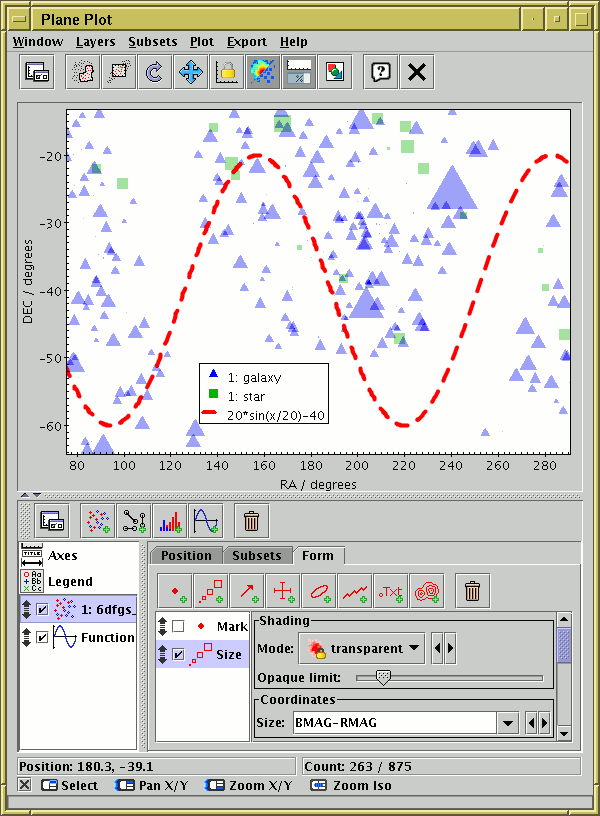 Plane Plot
Window Layers Subsets Plot Export Help
DEC / degrees
-20
-30
-40
-50
-60
1: galaxy
1: star
20*sin(x/20)-40
80 100 120 140 160 180 200 220 240 260 280
RA / degrees
Axes
Legend
1: 6dfgs_
Function
Position Subsets Form
Mark
Size
Shading
Mode: transparent
Opaque limit:
Coordinates
Size: BMAG-RMAG
Position: 180.3, -39.1 Count: 263 / 875
Select Pan X/Y Zoom X/Y Zoom Iso